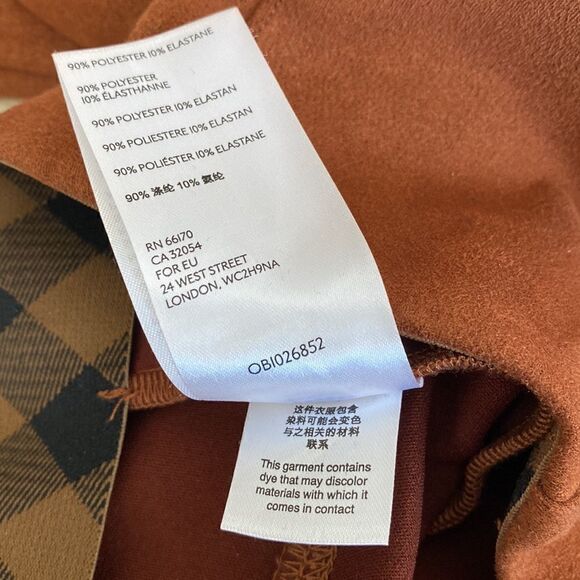 90% POLYESTER 10% ELASTANE
90% POLYESTER
10% ÉLASTHANNE
90% POLYESTER 10% ELASTAN
90% POLIESTERE 10% ELASTAN
90% POLIÉSTER 10% ELASTANE
90% 涤纶 10% 氨纶
RN 66170
CA 32054
FOR EU
24 WEST STREET
LONDON, WC2H9NA
OB1026852
这件衣服包含
染料可能会变色
与之相关的材料
联系
This garment contains
dye that may discolor
materials with which it
comes in contact